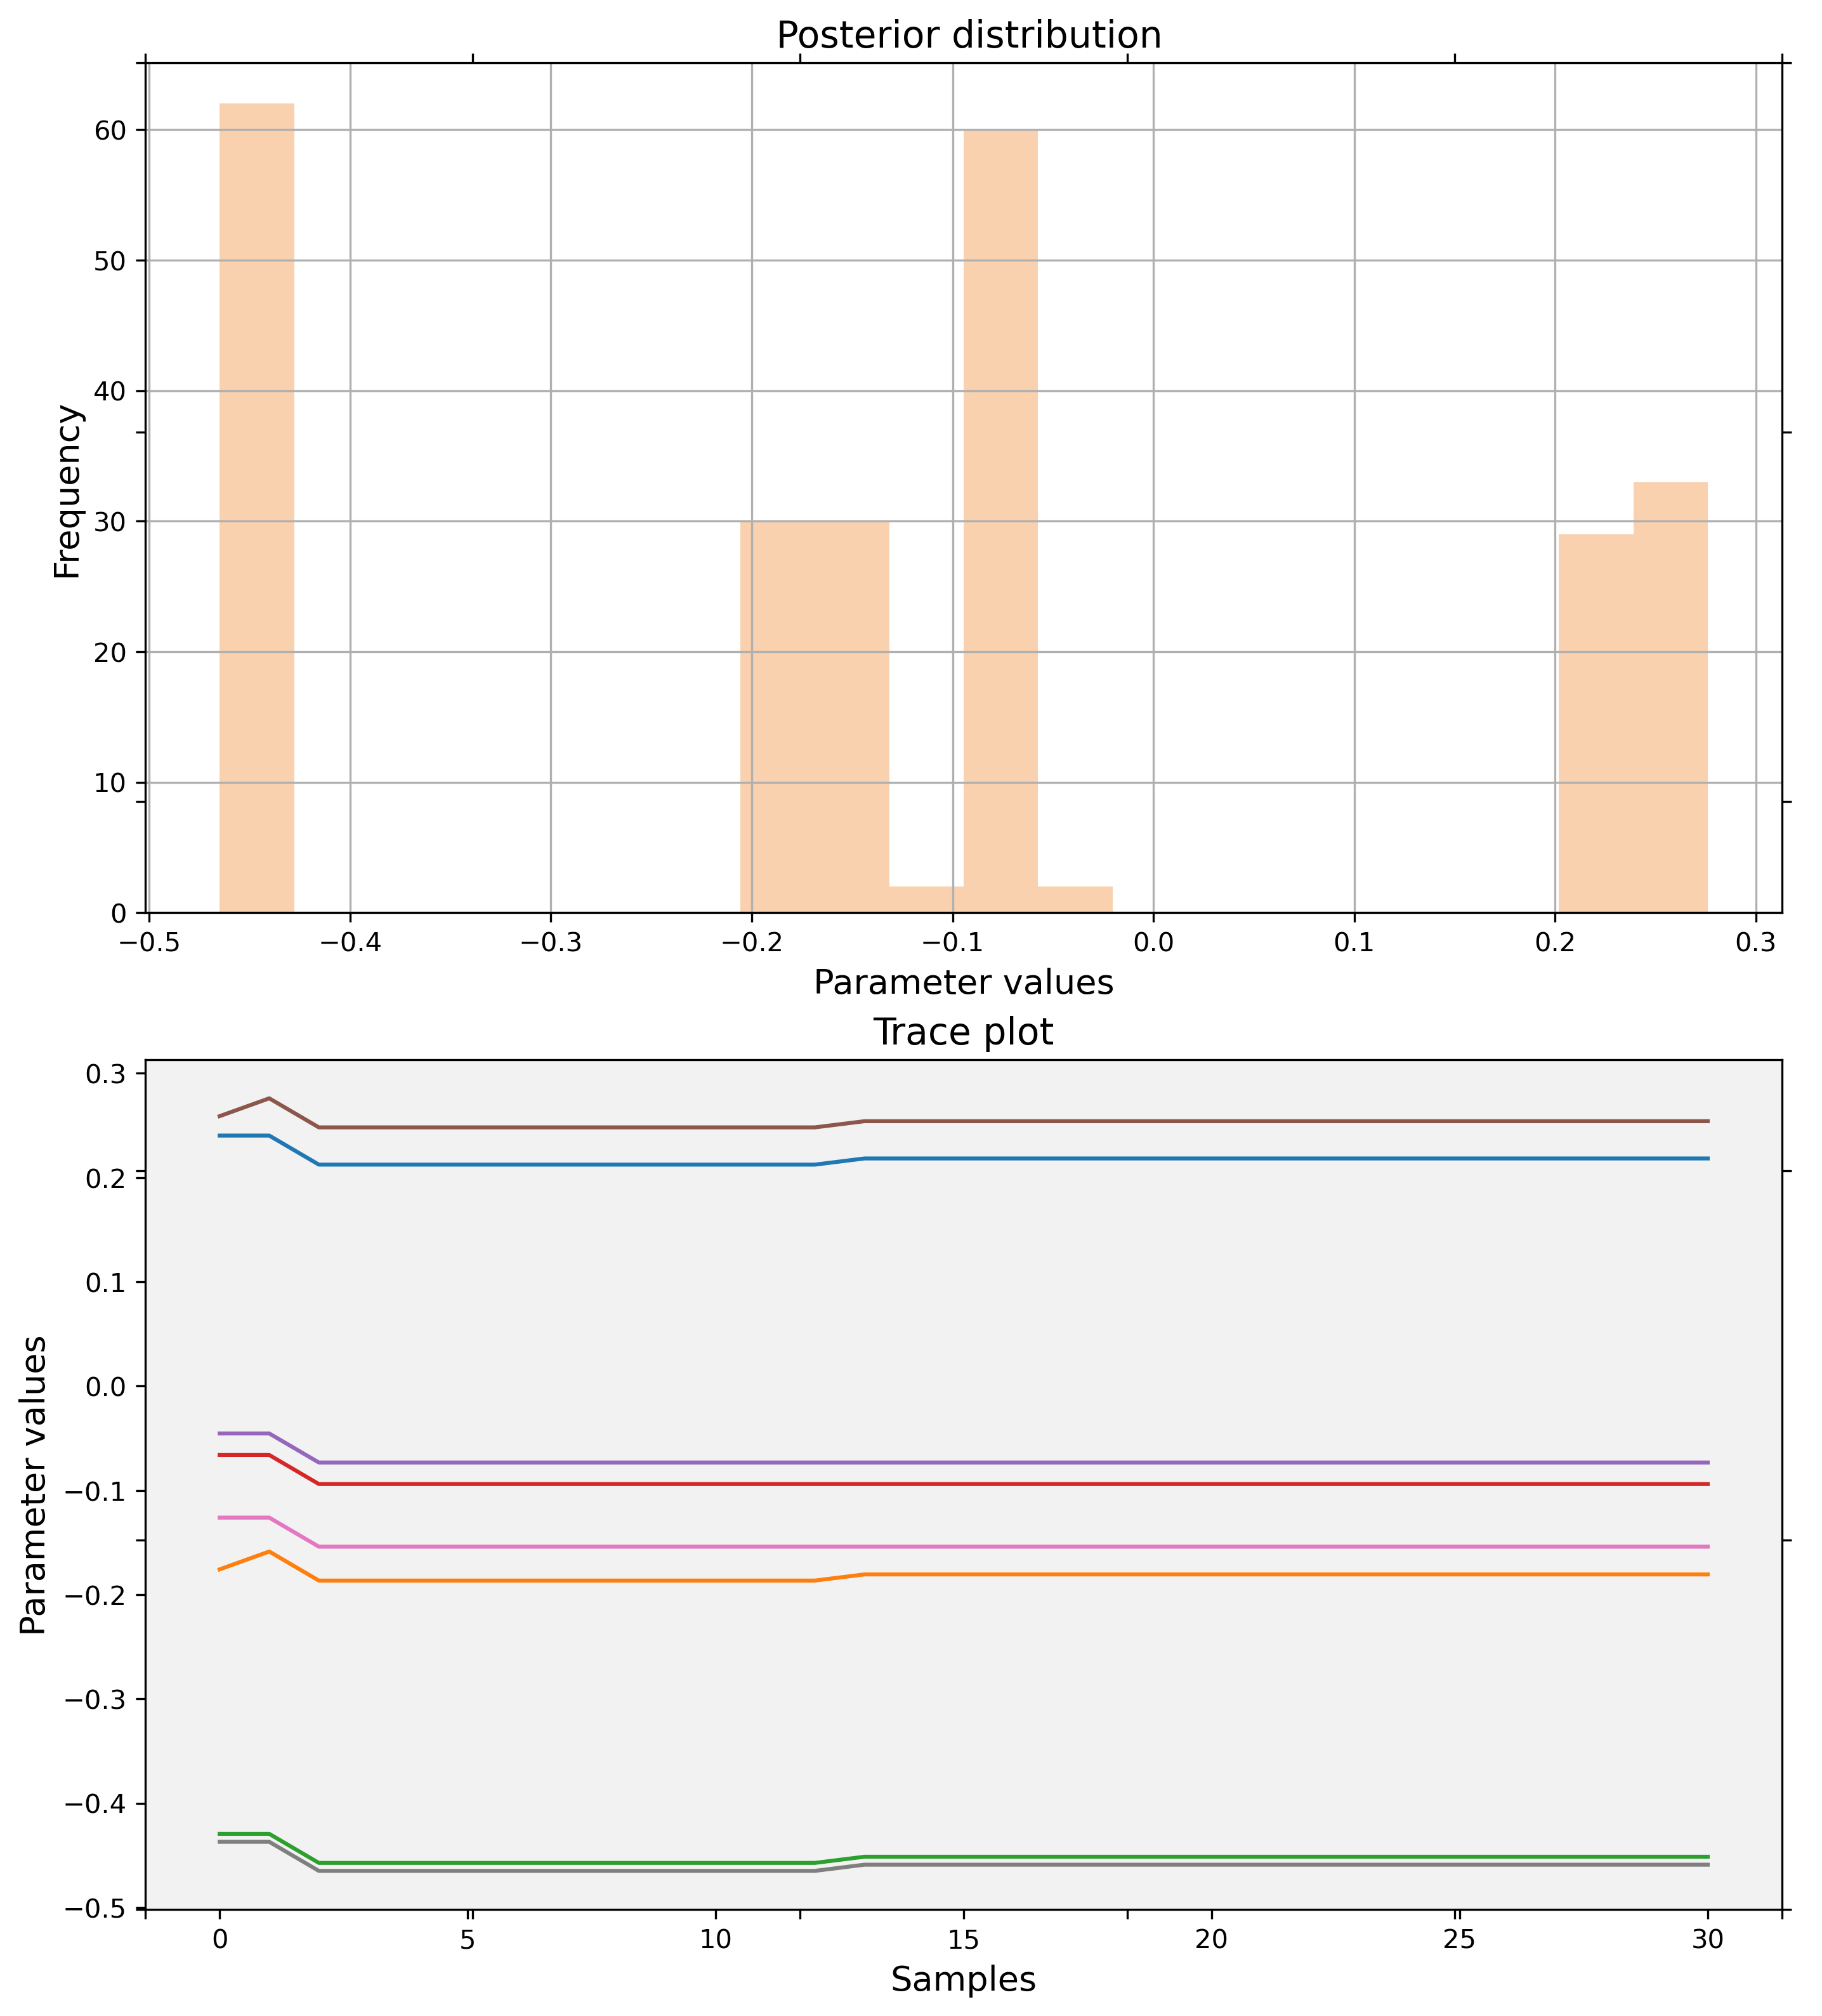 Posterior distribution
60
50
40
30
20
10
0
Frequency
−0.5 −0.4 −0.3 −0.2 −0.1 0.0 0.1 0.2 0.3
Parameter values
Trace plot
0.3
0.2
0.1
0.0
−0.1
−0.2
−0.3
−0.4
−0.5
Parameter values
0 5 10 15 20 25 30
Samples